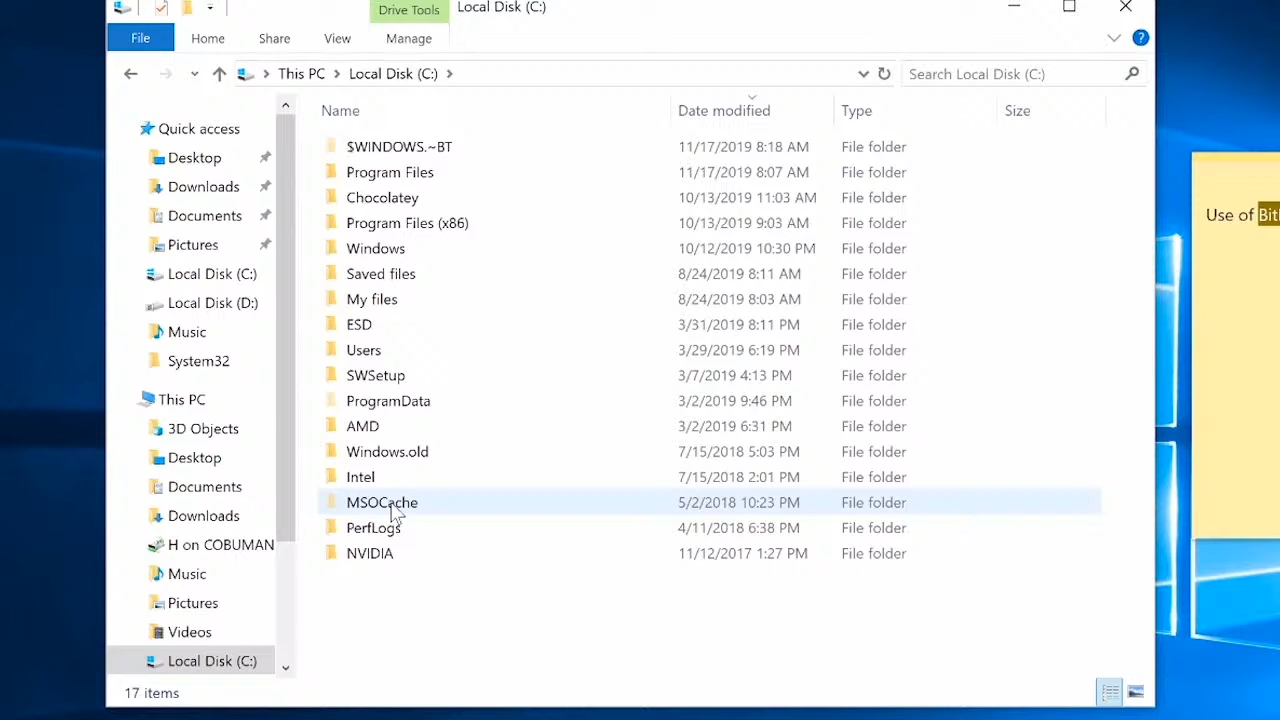 Drive Tools Local Disk (C:)
File Home Share View Manage
This PC Local Disk (C:) Search Local Disk (C:)
Name Date modified Type Size
Quick access
Desktop
Downloads
Documents
Pictures
Local Disk (C:)
Local Disk (D:)
Music
System32
This PC
3D Objects
Desktop
Documents
Downloads
H on COBUMAN
Music
Pictures
Videos
Local Disk (C:)
$WINDOWS.~BT 11/17/2019 8:18 AM File folder
Program Files 11/17/2019 8:07 AM File folder
Chocolatey 10/13/2019 11:03 AM File folder
Program Files (x86) 10/13/2019 9:03 AM File folder
Windows 10/12/2019 10:30 PM File folder
Saved files 8/24/2019 8:11 AM File folder
My files 8/24/2019 8:03 AM File folder
ESD 3/31/2019 8:11 PM File folder
Users 3/29/2019 6:19 PM File folder
SWSetup 3/7/2019 4:13 PM File folder
ProgramData 3/2/2019 9:46 PM File folder
AMD 3/2/2019 6:31 PM File folder
Windows.old 7/15/2018 5:03 PM File folder
Intel 7/15/2018 2:01 PM File folder
MSOCache 5/2/2018 10:23 PM File folder
PerfLogs 4/11/2018 6:38 PM File folder
NVIDIA 11/12/2017 1:27 PM File folder
17 items
Use of Bit